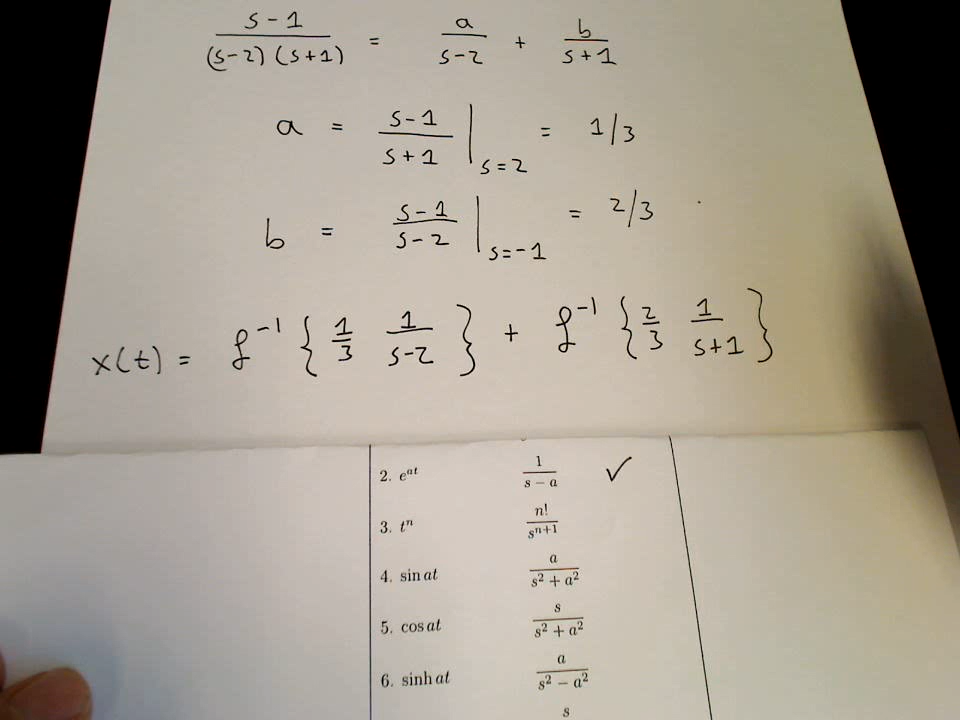 s-1/((s-2)(s+1)) = a/(s-2) + b/(s+1)
a = s-1/(s+1) | s=2 = 1/3
b = s-1/(s-2) | s=-1 = 2/3
x(t) = ℒ⁻¹ { 1/3 1/(s-2) } + ℒ⁻¹ { 2/3 1/(s+1) }
2. e^{at} 1/(s - a) ✓
3. t^n n!/s^{n+1}
4. sin at a/(s² + a²)
5. cos at s/(s² + a²)
6. sinh at a/(s² - a²)
s